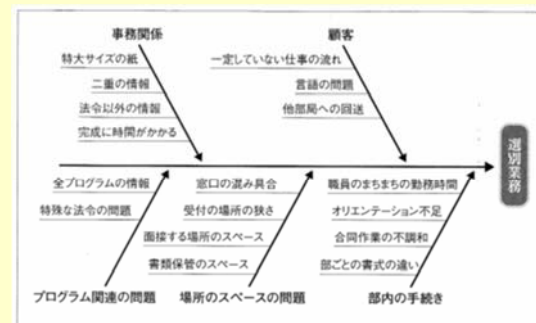 事務関係
顧客
特大サイズの紙
二重の情報
法令以外の情報
完成に時間がかかる
一定していない仕事の流れ
言語の問題
他部局への回送
選別業務
全プログラムの情報
特殊な法令の問題
窓口の混み具合
受付の場所の狭さ
面接する場所のスペース
書類保管のスペース
職員のまちまちの勤務時間
オリエンテーション不足
合同作業の不調和
部ごとの書式の違い
プログラム関連の問題
場所のスペースの問題
部内の手続き